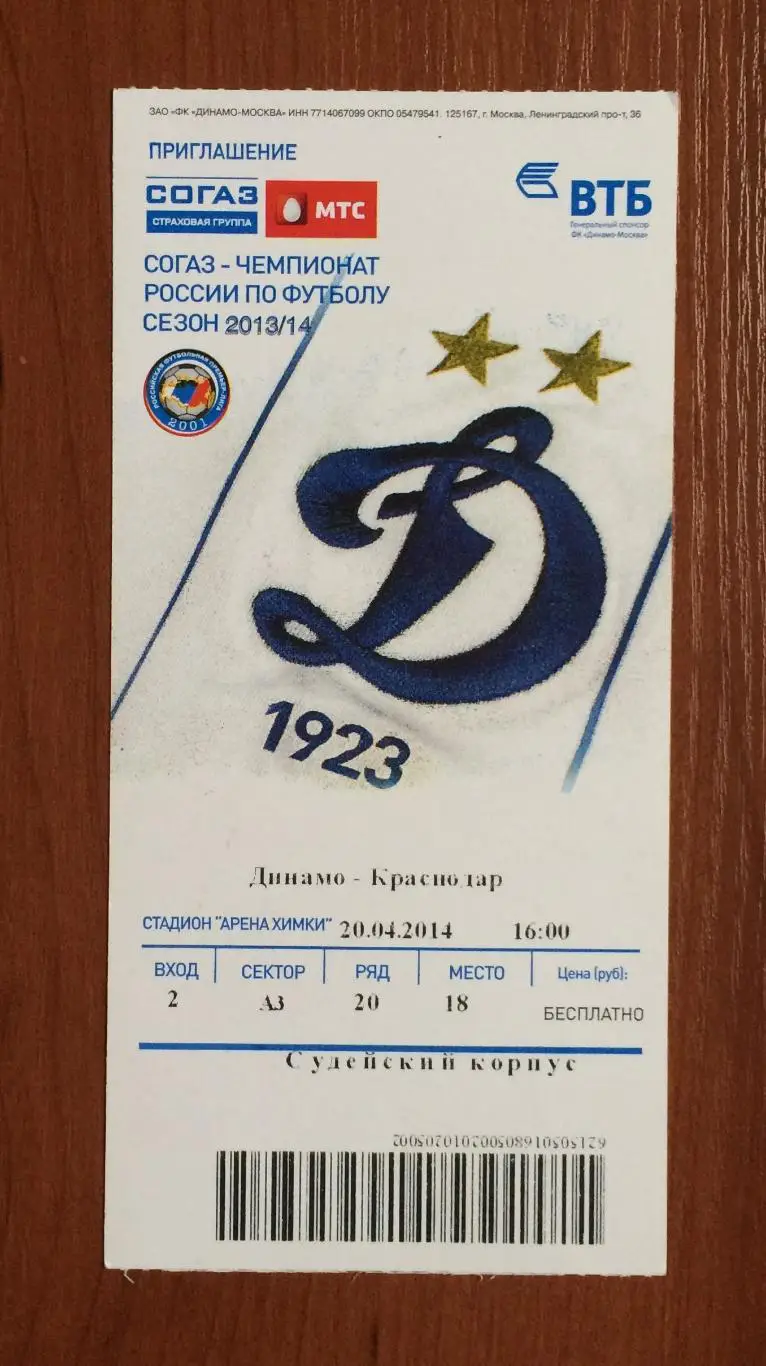 ЗАО «ФК «ДИНАМО-МОСКВА» ИНН 7714067099 ОКПО 05479541. 125167, г. Москва, Ленинградский про-т, 36
ПРИГЛАШЕНИЕ
СОГАЗ
СТРАХОВАЯ ГРУППА
МТС
ВТБ
Генеральный спонсор
ФК «Динамо-Москва»
СОГАЗ - ЧЕМПИОНАТ
РОССИИ ПО ФУТБОЛУ
СЕЗОН 2013/14
РОССИЙСКАЯ ФУТБОЛЬНАЯ ПРЕМЬЕР-ЛИГА
2001
Д
1923
Динамо - Краснодар
СТАДИОН "АРЕНА ХИМКИ" 20.04.2014 16:00
ВХОД СЕКТОР РЯД МЕСТО Цена (руб):
2 А3 20 18 БЕСПЛАТНО
Судейский корпус